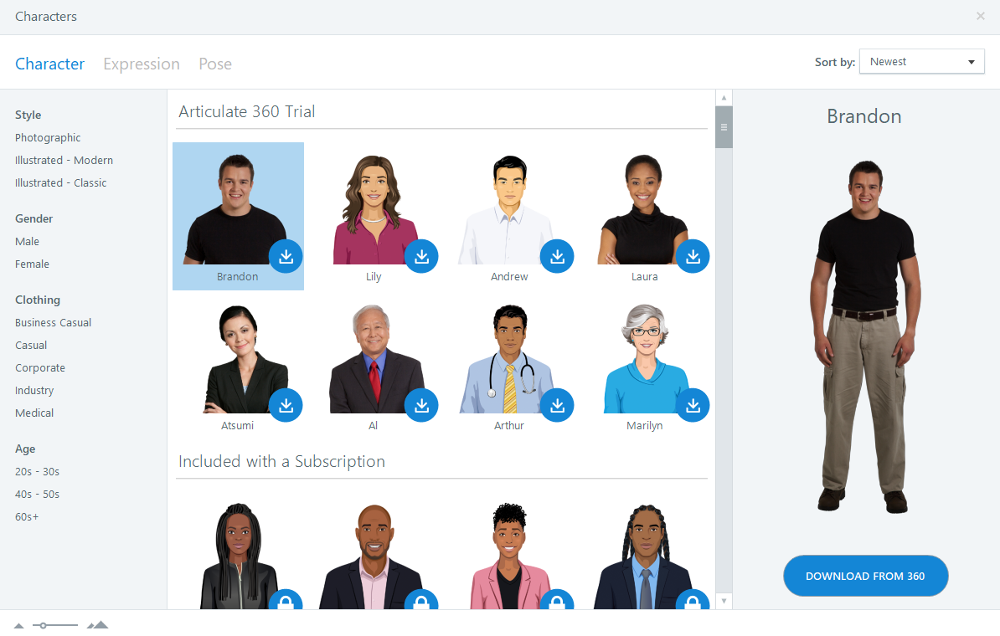 Characters
Character
Expression
Pose
Sort by:
Newest
Style
Photographic
Illustrated - Modern
Illustrated - Classic
Gender
Male
Female
Clothing
Business Casual
Casual
Corporate
Industry
Medical
Age
20s - 30s
40s - 50s
60s+
Articulate 360 Trial
Brandon
Lily
Andrew
Laura
Atsumi
Al
Arthur
Marilyn
Included with a Subscription
Brandon
DOWNLOAD FROM 360